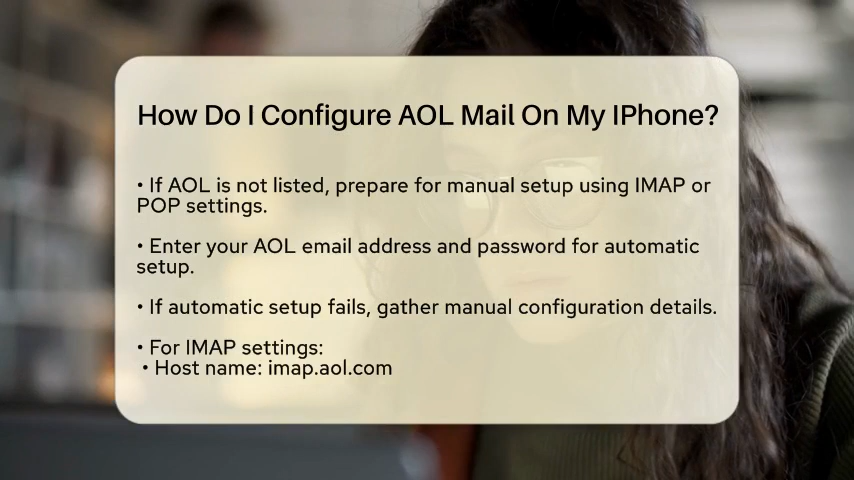 How Do I Configure AOL Mail On My IPhone?
• If AOL is not listed, prepare for manual setup using IMAP or
POP settings.
• Enter your AOL email address and password for automatic
setup.
• If automatic setup fails, gather manual configuration details.
• For IMAP settings:
• Host name: imap.aol.com